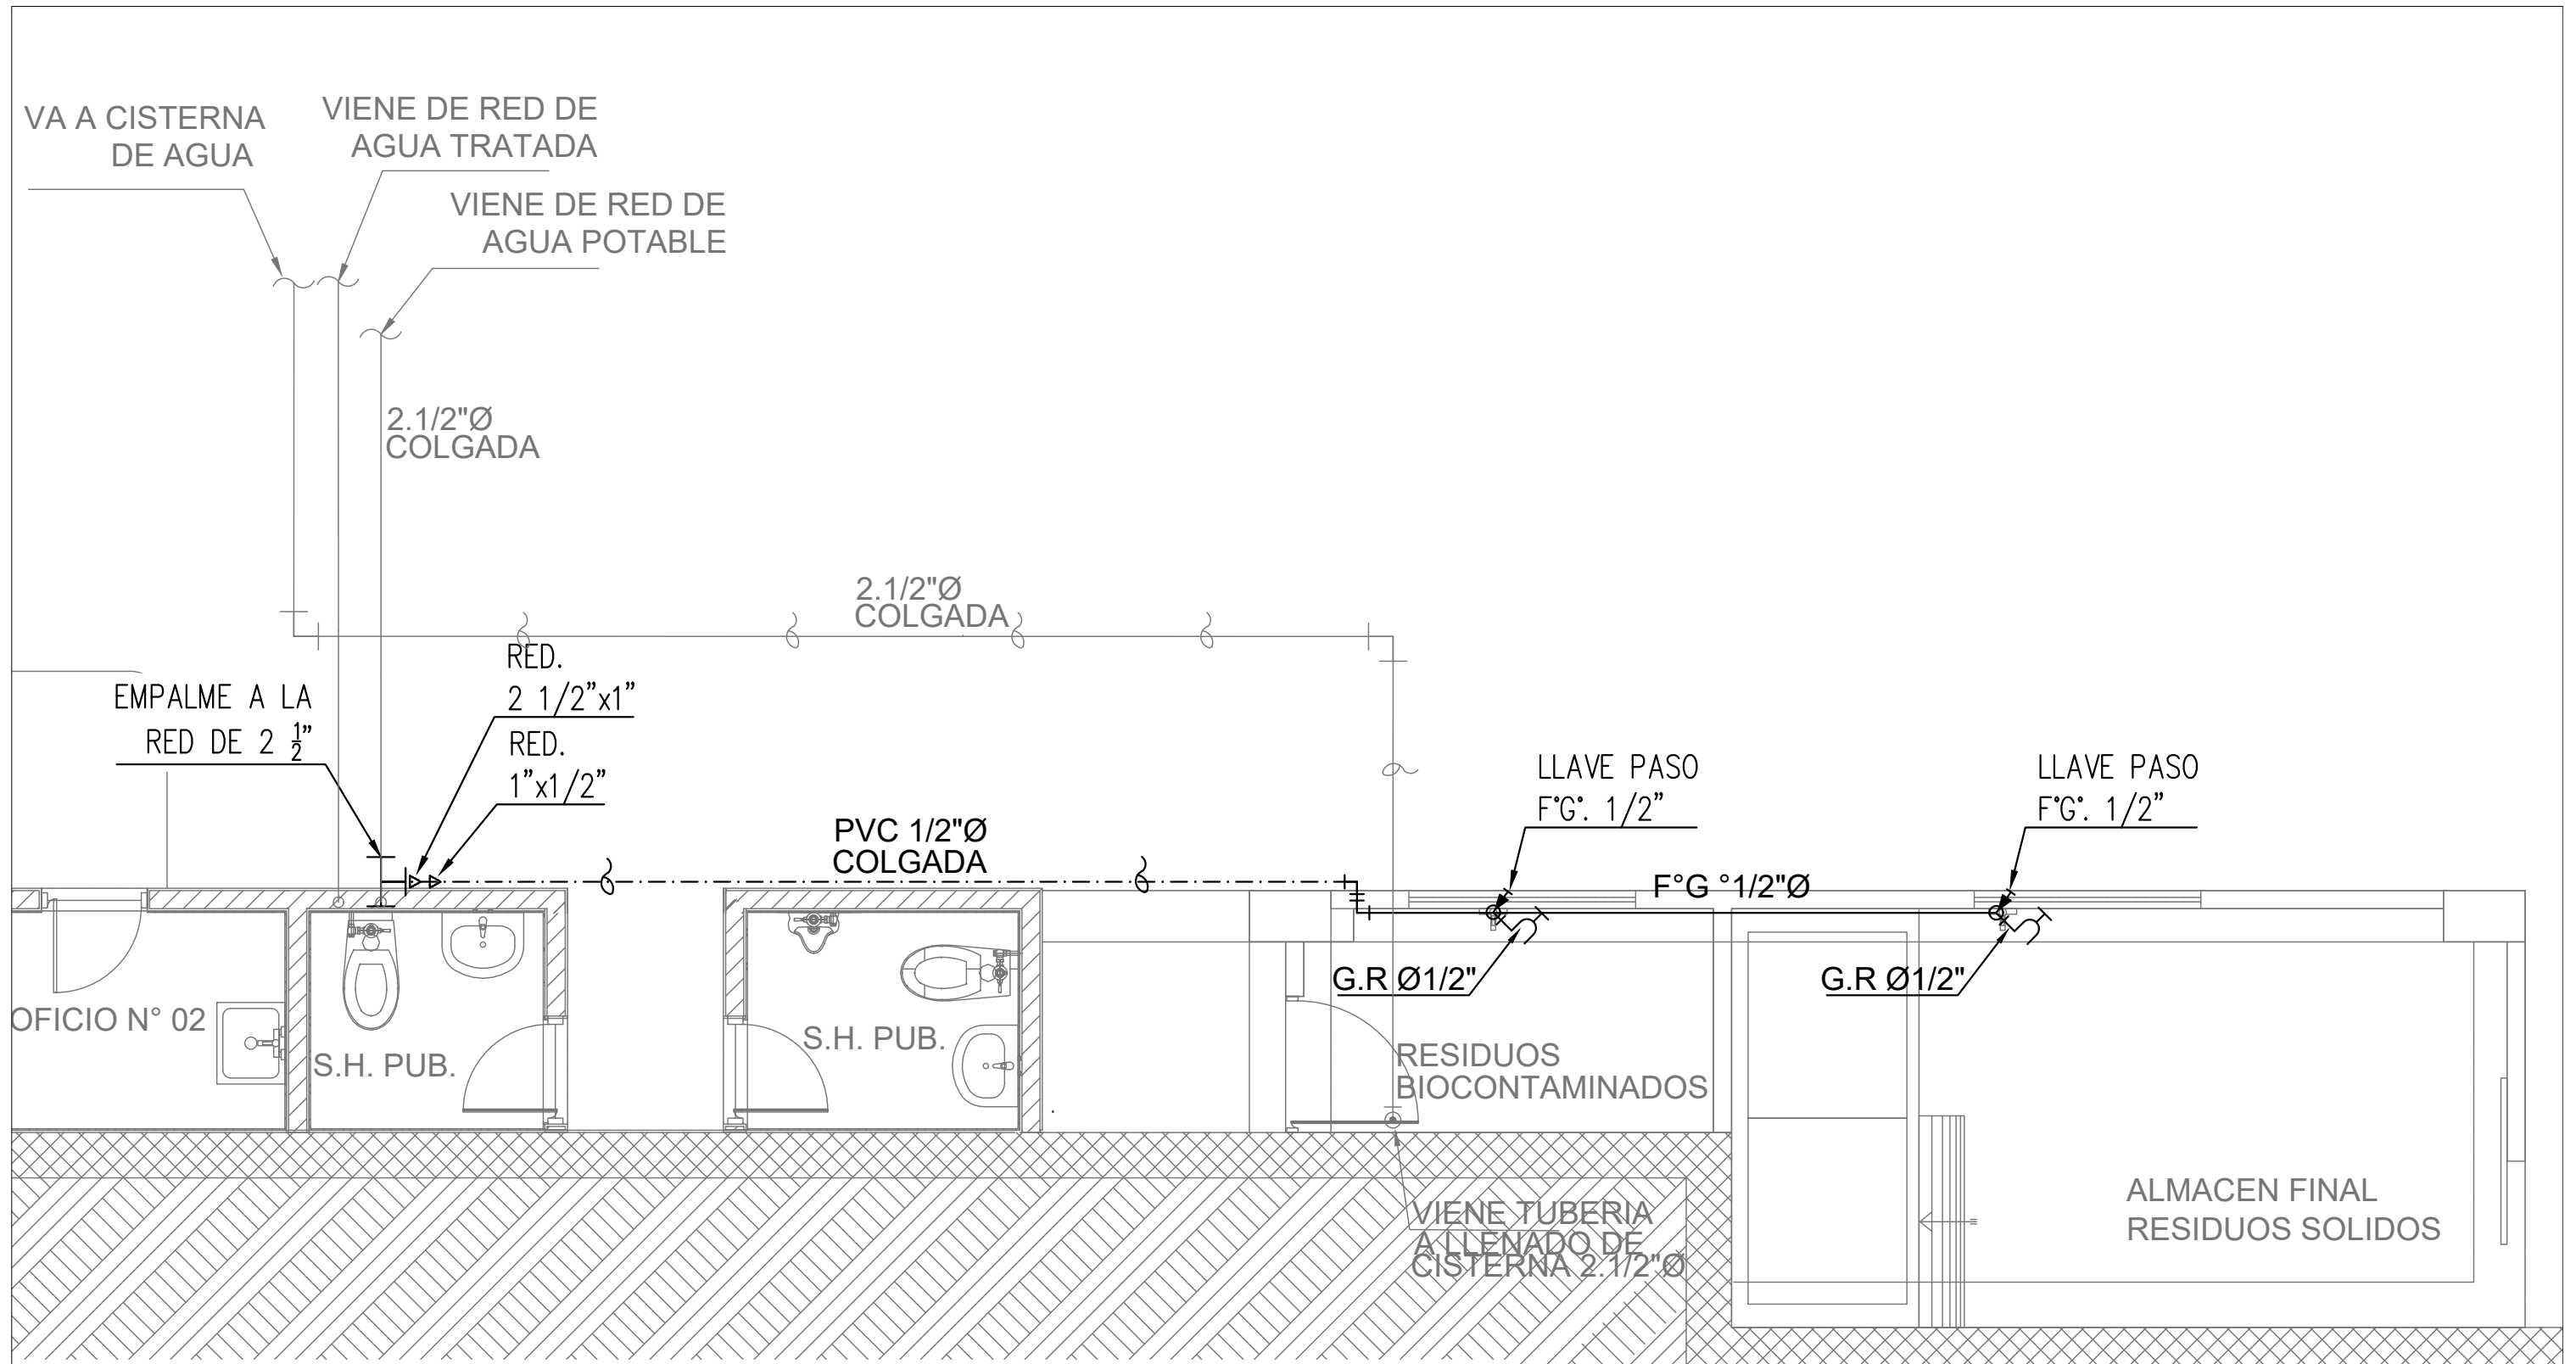 VA A CISTERNA
DE AGUA
VIENE DE RED DE
AGUA TRATADA
VIENE DE RED DE
AGUA POTABLE
2.1/2"Ø
COLGADA
2.1/2"Ø
COLGADA
RED.
2 1/2"x1"
RED.
1"x1/2"
EMPALME A LA
RED DE 2 ½"
PVC 1/2"Ø
COLGADA
LLAVE PASO
F°G°. 1/2"
LLAVE PASO
F°G°. 1/2"
F°G °1/2"Ø
G.R Ø1/2"
G.R Ø1/2"
OFICIO N° 02
S.H. PUB.
S.H. PUB.
RESIDUOS
BIOCONTAMINADOS
VIENE TUBERIA
A LLENADO DE
CISTERNA 2.1/2"Ø
ALMACEN FINAL
RESIDUOS SOLIDOS